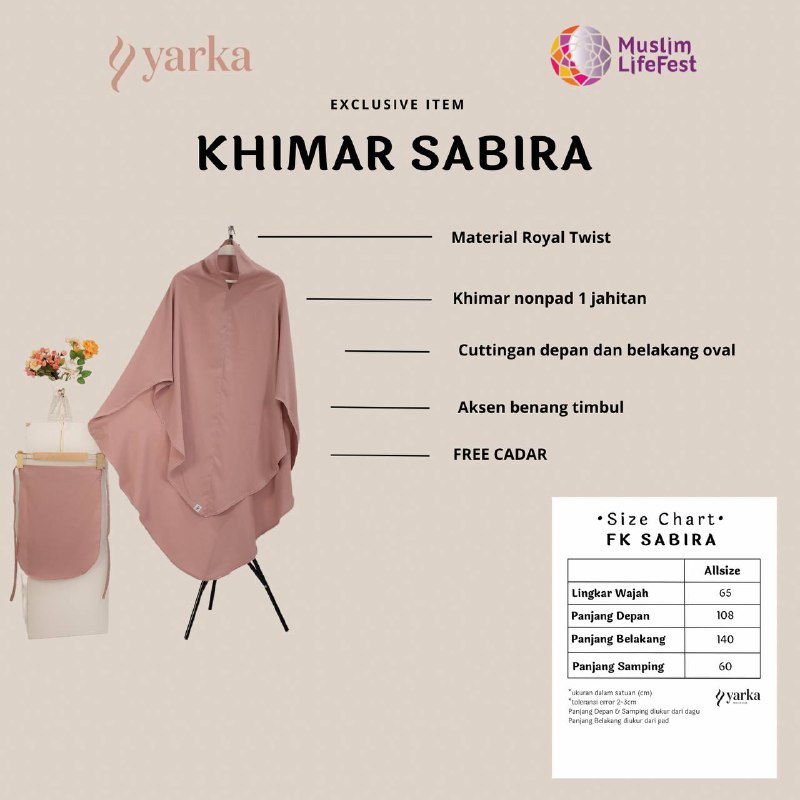 yarka
Muslim
LifeFest
EXCLUSIVE ITEM
KHIMAR SABIRA
Material Royal Twist
Khimar nonpad 1 jahitan
Cuttingan depan dan belakang oval
Aksen benang timbul
FREE CADAR
•Size Chart•
FK SABIRA
Allsize
Lingkar Wajah 65
Panjang Depan 108
Panjang Belakang 140
Panjang Samping 60
*ukuran dalam satuan (cm)
*toleransi error 2-3cm
Panjang Depan & Samping diukur dari dagu
Panjang Belakang diukur dari pad
yarka